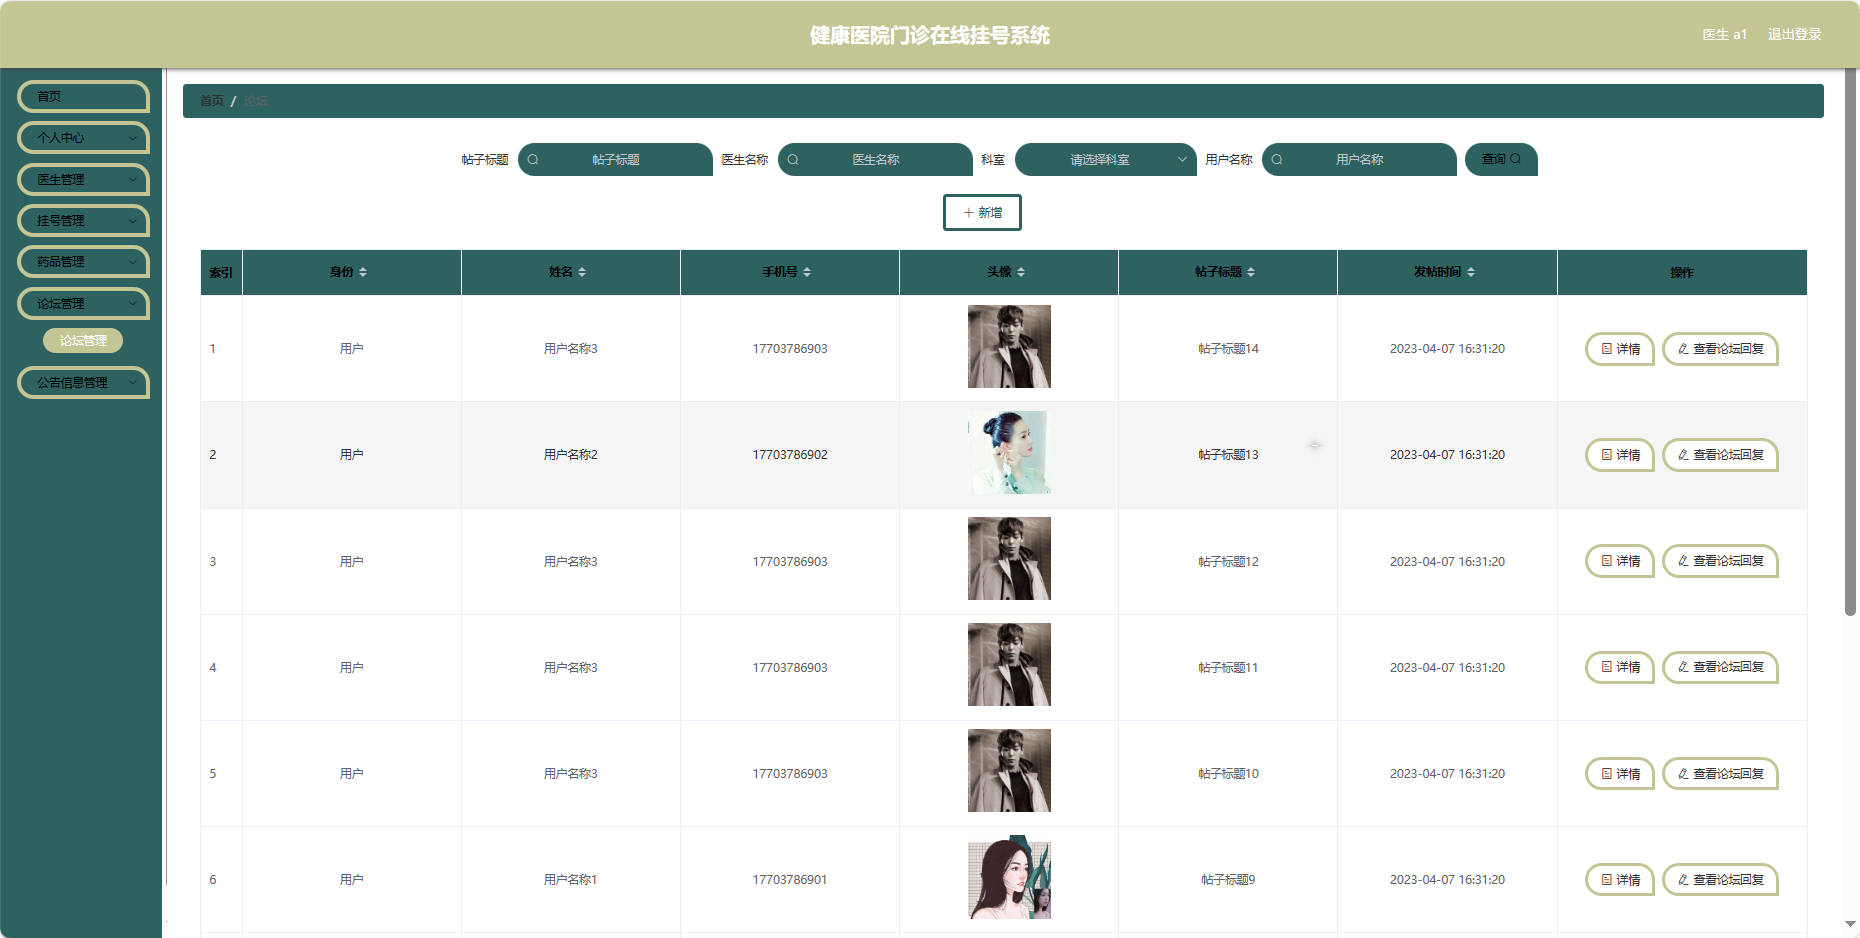 健康医院门诊在线挂号系统
医生 a1 退出登录
首页
个人中心
医生管理
挂号管理
药品管理
论坛管理
论坛管理
公告信息管理
首页 / 论坛
帖子标题 帖子标题 医生名称 医生名称 科室 请选择科室 用户名称 用户名称 查询
新增
索引 身份 姓名 手机号 头像 帖子标题 发帖时间 操作
1 用户 用户名称3 17703786903 帖子标题14 2023-04-07 16:31:20 详情 查看论坛回复
2 用户 用户名称2 17703786902 帖子标题13 2023-04-07 16:31:20 详情 查看论坛回复
3 用户 用户名称3 17703786903 帖子标题12 2023-04-07 16:31:20 详情 查看论坛回复
4 用户 用户名称3 17703786903 帖子标题11 2023-04-07 16:31:20 详情 查看论坛回复
5 用户 用户名称3 17703786903 帖子标题10 2023-04-07 16:31:20 详情 查看论坛回复
6 用户 用户名称1 17703786901 帖子标题9 2023-04-07 16:31:20 详情 查看论坛回复